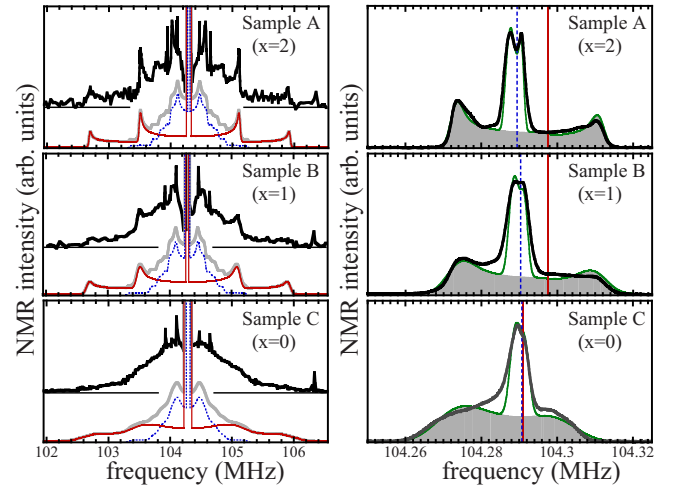 Sample A
(x=2)
Sample A
(x=2)
Sample B
(x=1)
Sample B
(x=1)
Sample C
(x=0)
Sample C
(x=0)
NMR intensity (arb. units)
NMR intensity (arb. units)
102 103 104 105 106
104.26 104.28 104.3 104.32
frequency (MHz)
frequency (MHz)